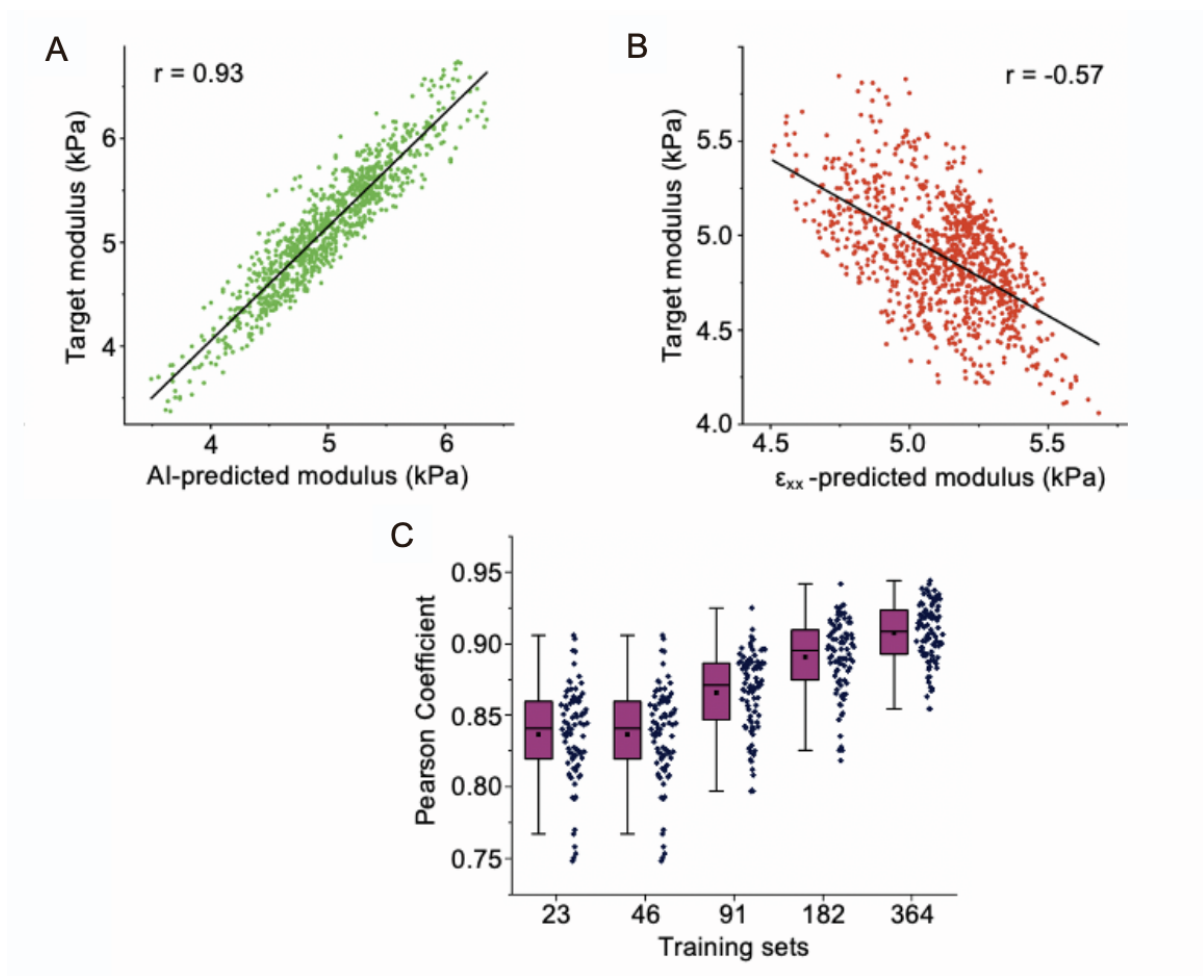 A
r = 0.93
Target modulus (kPa)
6
5
4
4 5 6
AI-predicted modulus (kPa)
B
r = -0.57
Target modulus (kPa)
5.5
5.0
4.5
4.0
4.5 5.0 5.5
εxx -predicted modulus (kPa)
C
Pearson Coefficient
0.95
0.90
0.85
0.80
0.75
23 46 91 182 364
Training sets